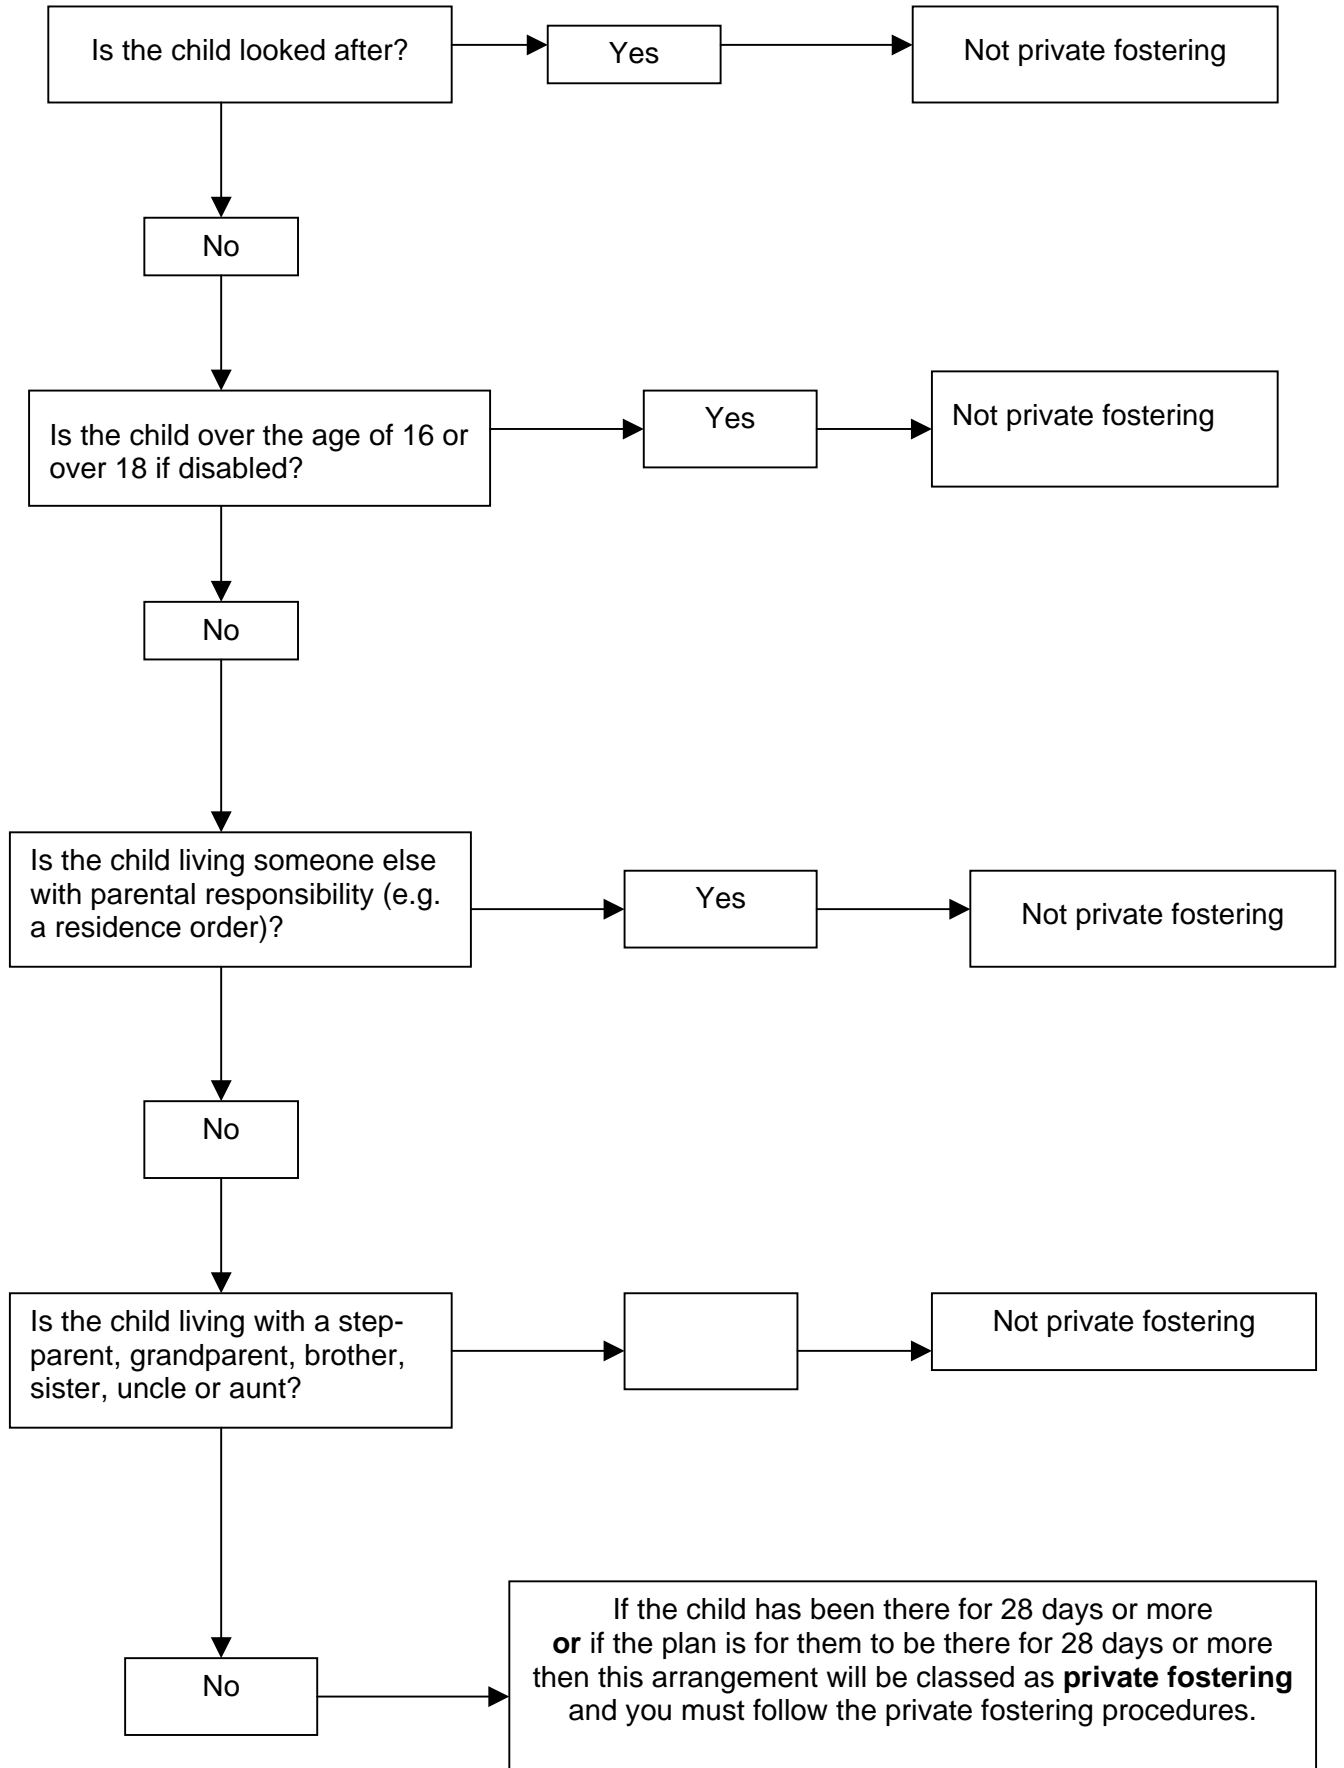 Is the child looked after?
Yes
Not private fostering
No
Is the child over the age of 16 or
over 18 if disabled?
Yes
Not private fostering
No
Is the child living someone else
with parental responsibility (e.g.
a residence order)?
Yes
Not private fostering
No
Is the child living with a step-
parent, grandparent, brother,
sister, uncle or aunt?
Not private fostering
No
If the child has been there for 28 days or more
or if the plan is for them to be there for 28 days or more
then this arrangement will be classed as private fostering
and you must follow the private fostering procedures.